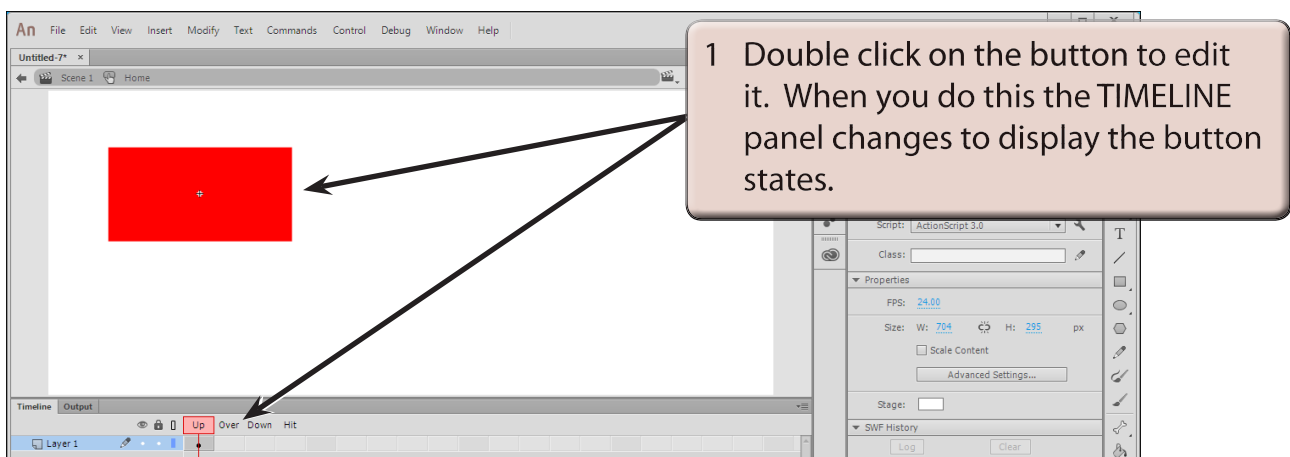 An File Edit View Insert Modify Text Commands Control Debug Window Help
Untitled-7* ×
Scene 1 Home
1 Double click on the button to edit
it. When you do this the TIMELINE
panel changes to display the button
states.
Script: ActionScript 3.0
Class:
Properties
FPS: 24.00
Size: W: 704 H: 295 px
Scale Content
Advanced Settings...
Stage:
SWF History
Log Clear
T
Timeline Output
Up Over Down Hit
Layer 1